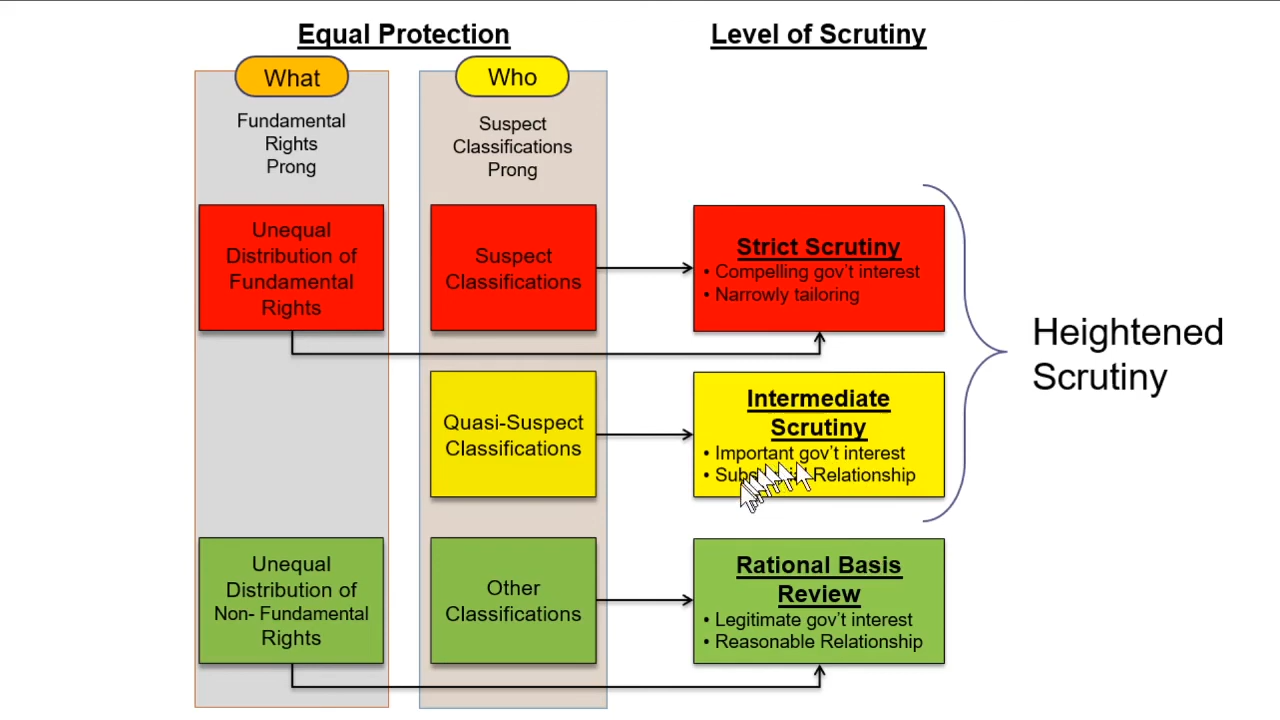 Equal Protection
Level of Scrutiny
What
Who
Fundamental
Rights
Prong
Suspect
Classifications
Prong
Unequal
Distribution of
Fundamental
Rights
Suspect
Classifications
Strict Scrutiny
• Compelling gov’t interest
• Narrowly tailoring
Heightened
Scrutiny
Quasi-Suspect
Classifications
Intermediate
Scrutiny
• Important gov’t interest
• Relationship
Unequal
Distribution of
Non- Fundamental
Rights
Other
Classifications
Rational Basis
Review
• Legitimate gov’t interest
• Reasonable Relationship